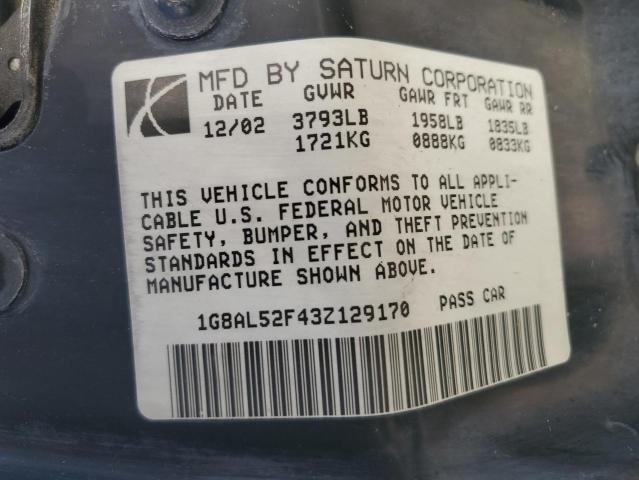 MFD BY SATURN CORPORATION
DATE GVWR GAWR FRT GAWR RR
12/02 3793LB 1958LB 1835LB
1721KG 0888KG 0833KG
THIS VEHICLE CONFORMS TO ALL APPLI-
CABLE U.S. FEDERAL MOTOR VEHICLE
SAFETY, BUMPER, AND THEFT PREVENTION
STANDARDS IN EFFECT ON THE DATE OF
MANUFACTURE SHOWN ABOVE.
1G8AL52F43Z129170 PASS CAR